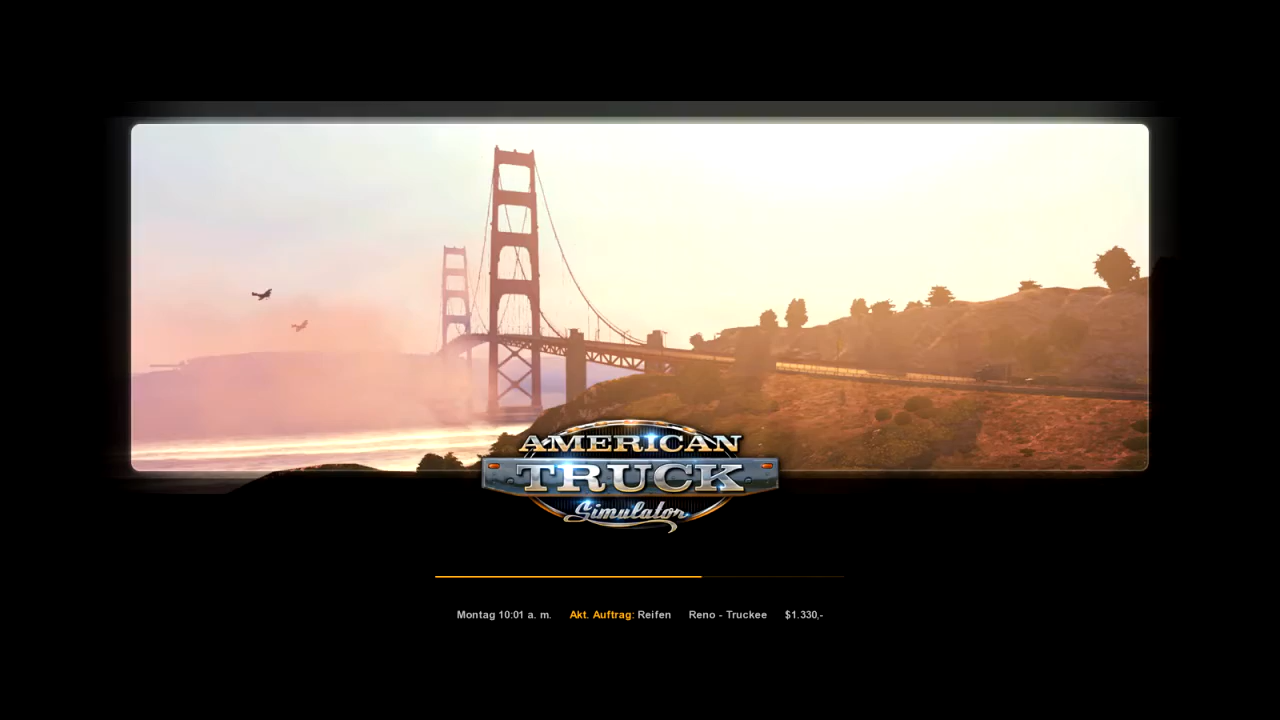 AMERICAN
TRUCK
Simulator
Montag 10:01 a. m. Akt. Auftrag: Reifen Reno - Truckee $1.330,-